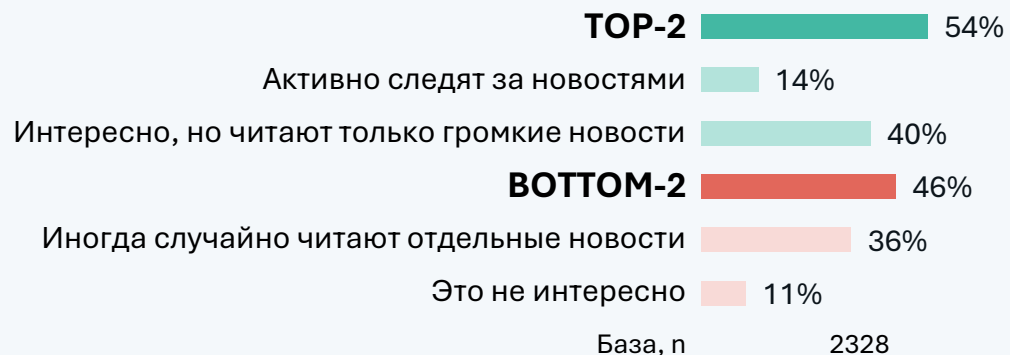 TOP-2 54%
Активно следят за новостями 14%
Интересно, но читают только громкие новости 40%
BOTTOM-2 46%
Иногда случайно читают отдельные новости 36%
Это не интересно 11%
База, n 2328